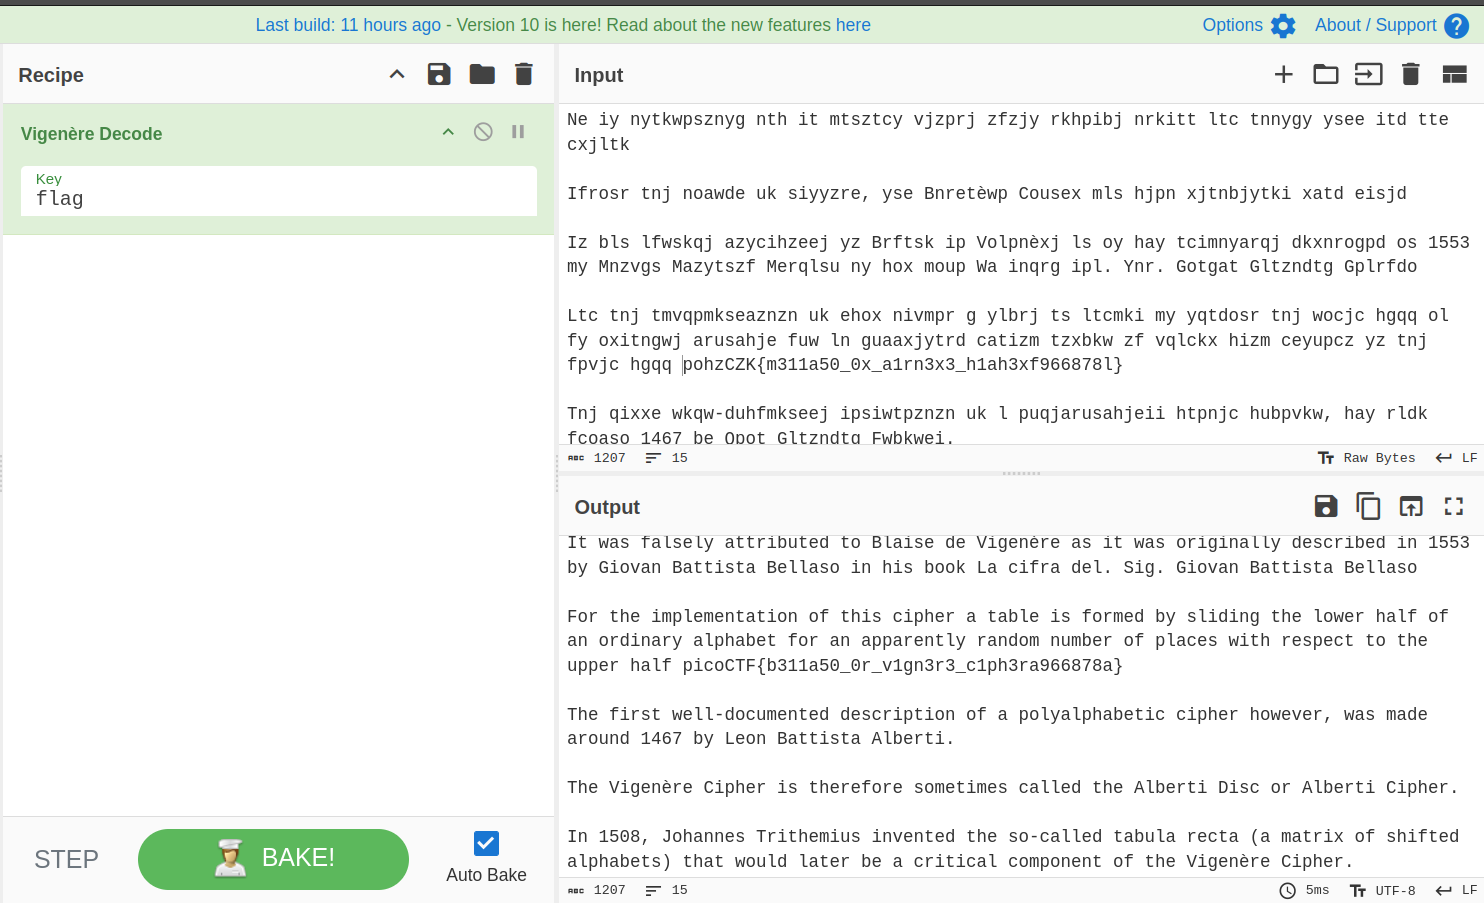 Last build: 11 hours ago - Version 10 is here! Read about the new features here
Options
About / Support
Recipe
Vigenère Decode
Key
flag
STEP
BAKE!
Auto Bake
Input
Ne iy nytkwpsznyg nth it mtsztcy vjzprj zfzjy rkhpibj nrkitt ltc tnnygy ysee itd tte
cxjltk
Ifrosr tnj noawde uk siyyzre, yse Bnretèwp Cousex mls hjpn xjtnbjytki xatd eisjd
Iz bls lfwskqj azycihzeej yz Brftsk ip Volpnèxj ls oy hay tcimnyarqj dkxnrogpd os 1553
my Mnzvgs Mazytszf Merqlsu ny hox moup Wa inqrg ipl. Ynr. Gotgat Gltzndtg Gplrfdo
Ltc tnj tmvqpmkseaznzn uk ehox nivmpr g ylbrj ts ltcmki my yqtdosr tnj wocjc hgqq ol
fy oxitngwj arusahje fuw ln guaaxjytrd catizm tzxbkw zf vqlckx hizm ceyupcz yz tnj
fpvjc hgqq pohzCZK{m311a50_0x_a1rn3x3_h1ah3xf966878l}
Tnj qixxe wkqw-duhfmkseej ipsiwtpznzn uk l puqjarusahjeii htpnjc hubpvkw, hay rldk
fcoaso 1467 be Qpot Gltzndtg Fwbkwei.
ABC 1207
15
Raw Bytes
LF
Output
It was falsely attributed to Blaise de Vigenère as it was originally described in 1553
by Giovan Battista Bellaso in his book La cifra del. Sig. Giovan Battista Bellaso
For the implementation of this cipher a table is formed by sliding the lower half of
an ordinary alphabet for an apparently random number of places with respect to the
upper half picoCTF{b311a50_0r_v1gn3r3_c1ph3ra966878a}
The first well-documented description of a polyalphabetic cipher however, was made
around 1467 by Leon Battista Alberti.
The Vigenère Cipher is therefore sometimes called the Alberti Disc or Alberti Cipher.
In 1508, Johannes Trithemius invented the so-called tabula recta (a matrix of shifted
alphabets) that would later be a critical component of the Vigenère Cipher.
ABC 1207
15
5ms
UTF-8
LF